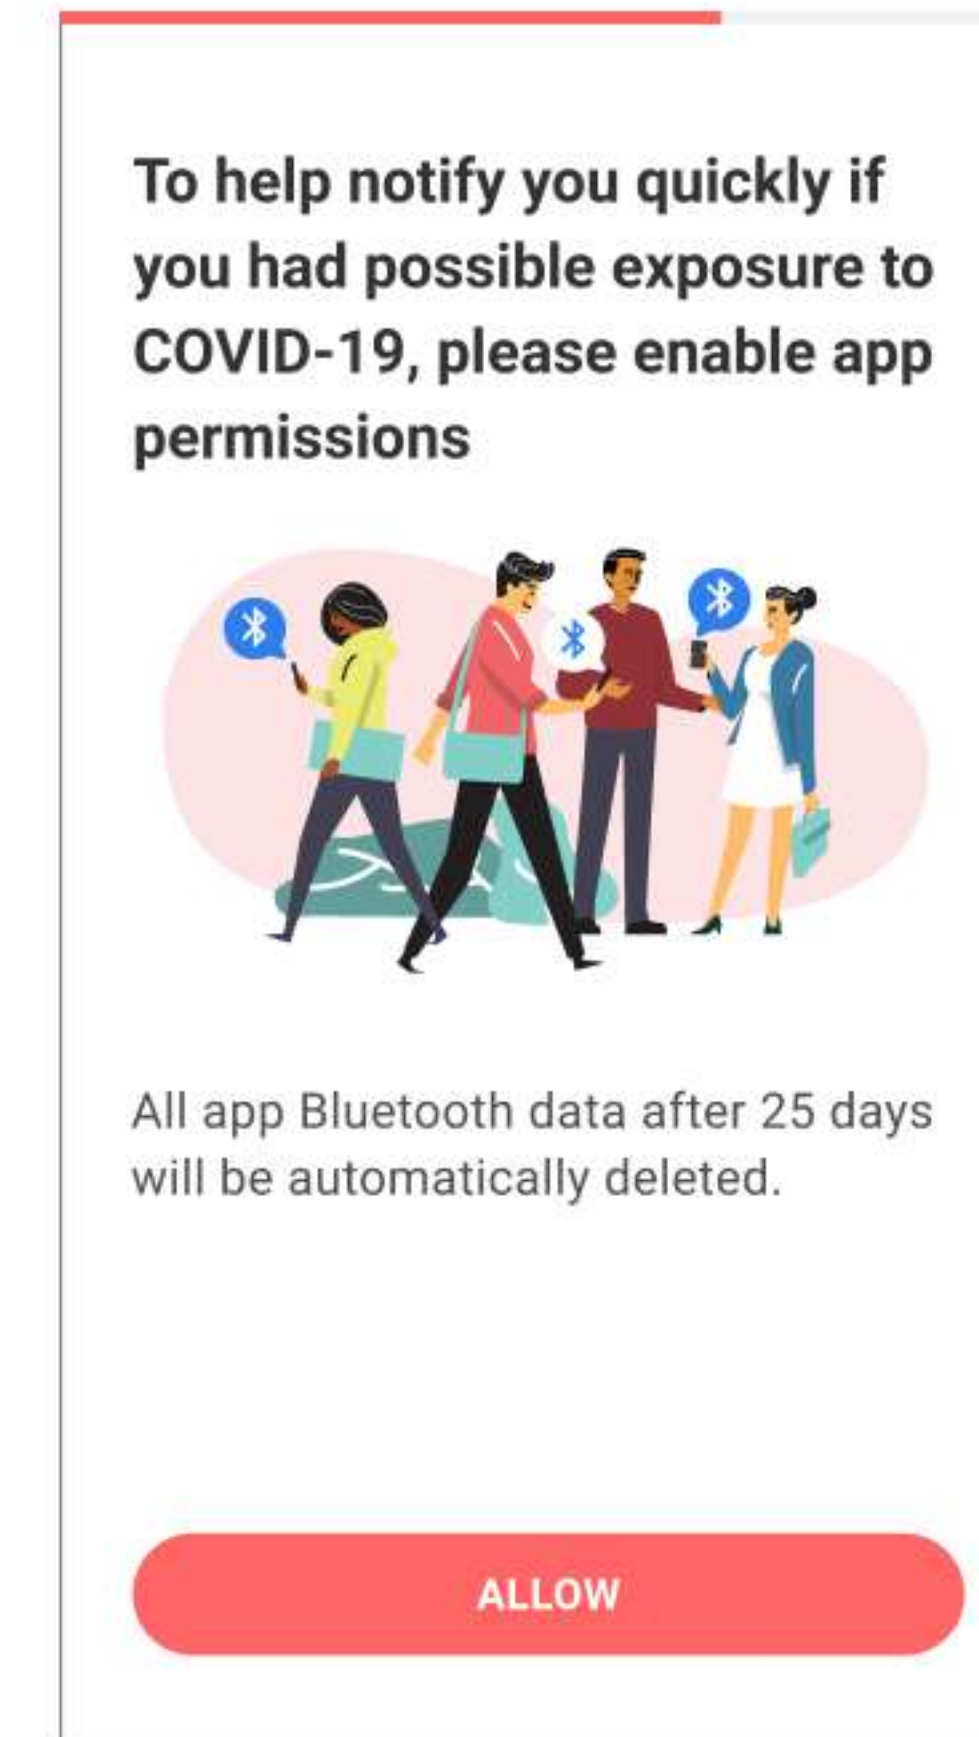 To help notify you quickly if
you had possible exposure to
COVID-19, please enable app
permissions
All app Bluetooth data after 25 days
will be automatically deleted.
ALLOW